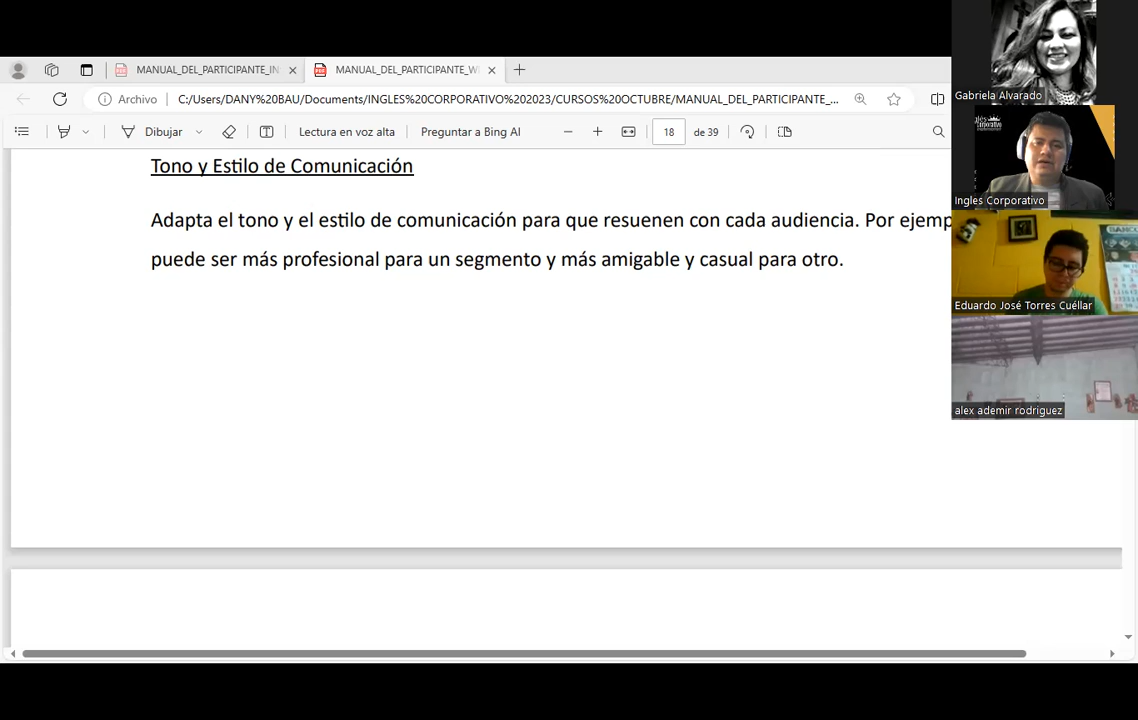 MANUAL_DEL_PARTICIPANTE_IN
MANUAL_DEL_PARTICIPANTE_W
Archivo
C:/Users/DANY%20BAU/Documents/INGLES%20CORPORATIVO%202023/CURSOS%20OCTUBRE/MANUAL_DEL_PARTICIPANTE_...
Dibujar
Lectura en voz alta
Preguntar a Bing AI
18 de 39
Tono y Estilo de Comunicación
Adapta el tono y el estilo de comunicación para que resuenen con cada audiencia. Por ejemp
puede ser más profesional para un segmento y más amigable y casual para otro.
Gabriela Alvarado
Ingles Corporativo
Eduardo José Torres Cuéllar
alex ademir rodriguez